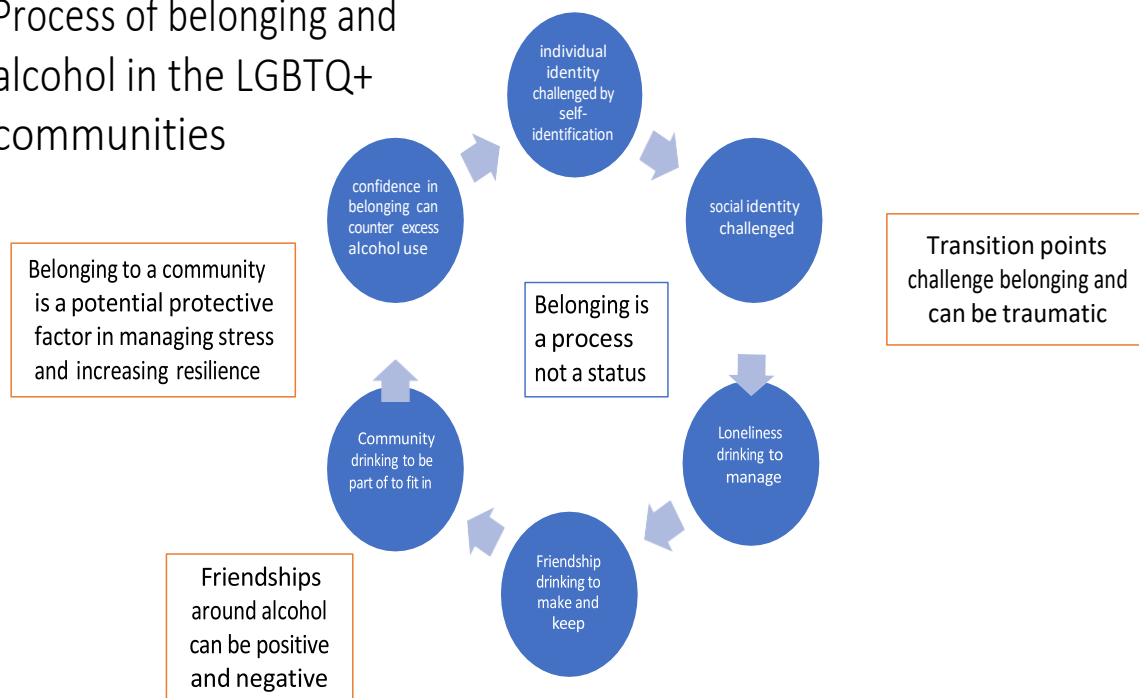 Process of belonging and
alcohol in the LGBTQ+
communities
individual
identity
challenged by
self-
identification
social identity
challenged
Loneliness
drinking to
manage
Friendship
drinking to
make and
keep
Community
drinking to be
part of to fit in
confidence in
belonging can
counter excess
alcohol use
Belonging is
a process
not a status
Transition points
challenge belonging and
can be traumatic
Belonging to a community
is a potential protective
factor in managing stress
and increasing resilience
Friendships
around alcohol
can be positive
and negative